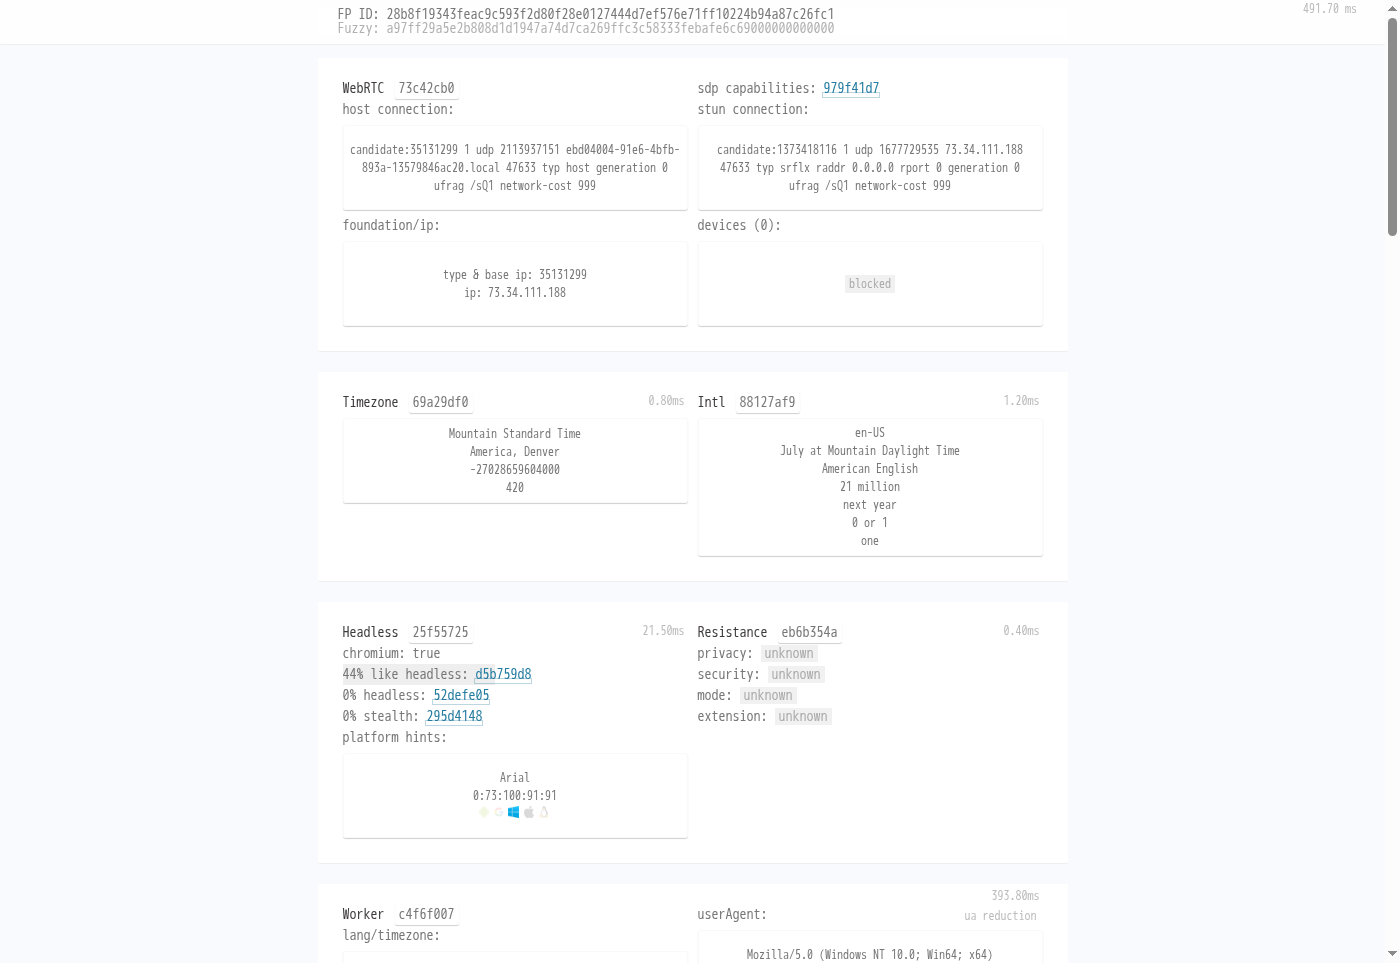 FP ID: 28b8f19343feac9c593f2d80f28e0127444d7ef576e71ff10224b94a87c26fc1
491.70 ms
Fuzzy: a97ff29a5e2b808d1d1947a74d7ca269ffc3c58333febafe6c69000000000000
WebRTC 73c42cb0
host connection:
candidate:35131299 1 udp 2113937151 ebd04004-91e6-4bfb-
893a-13579846ac20.local 47633 typ host generation 0
ufrag /sQ1 network-cost 999
foundation/ip:
type & base ip: 35131299
ip: 73.34.111.188
sdp capabilities: 979f41d7
stun connection:
candidate:1373418116 1 udp 1677729535 73.34.111.188
47633 typ srflx raddr 0.0.0.0 rport 0 generation 0
ufrag /sQ1 network-cost 999
devices (0):
blocked
Timezone 69a29df0 0.80ms
Mountain Standard Time
America, Denver
-27028659604000
420
Intl 88127af9 1.20ms
en-US
July at Mountain Daylight Time
American English
21 million
next year
0 or 1
one
Headless 25f55725 21.50ms
chromium: true
44% like headless: d5b759d8
0% headless: 52defe05
0% stealth: 295d4148
platform hints:
Arial
0:73:100:91:91
Resistance eb6b354a 0.40ms
privacy: unknown
security: unknown
mode: unknown
extension: unknown
Worker c4f6f007
lang/timezone:
393.80ms
userAgent: ua reduction
Mozilla/5.0 (Windows NT 10.0; Win64; x64)